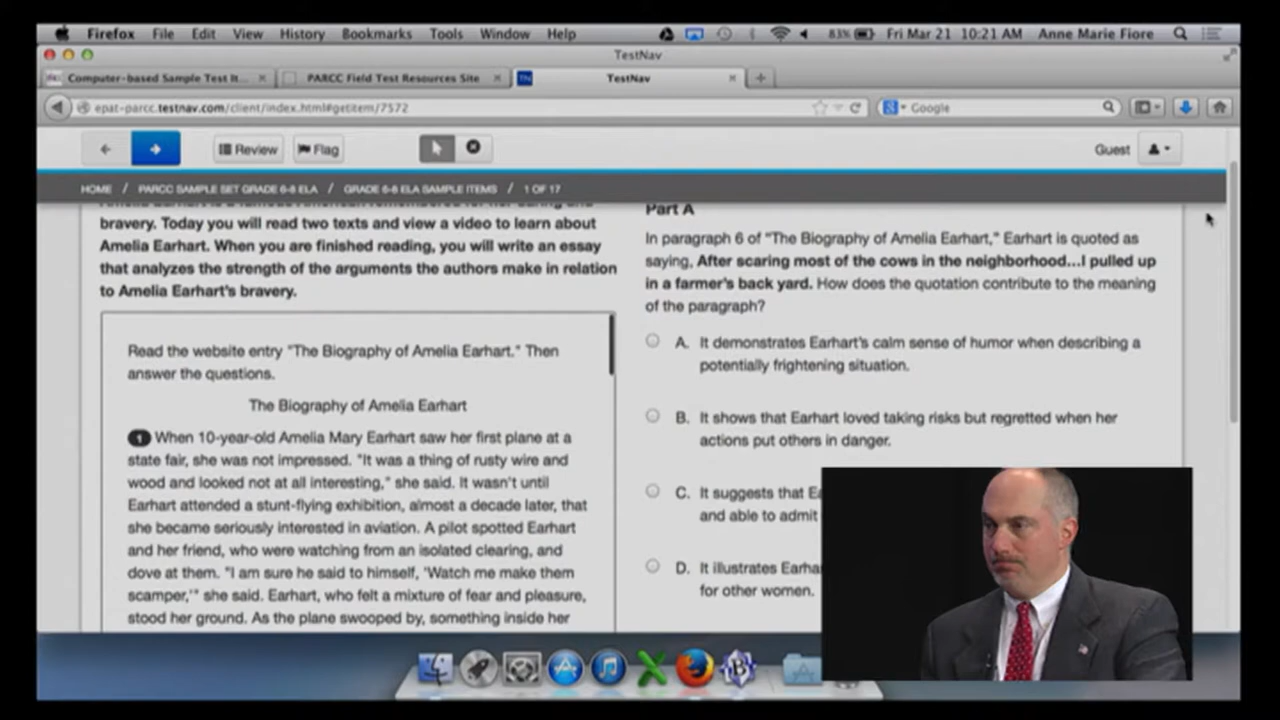 Firefox File Edit View History Bookmarks Tools Window Help 83% Fri Mar 21 10:21 AM Anne Marie Fiore
TestNav
Computer-based Sample Test It... PARCC Field Test Resources Site TestNav
epat-parcc.testnav.com/client/index.html#getitem/7572 Google
Review Flag Guest
HOME / PARCC SAMPLE SET GRADE 6-8 ELA / GRADE 6-8 ELA SAMPLE ITEMS / 1 OF 17
bravery. Today you will read two texts and view a video to learn about
Amelia Earhart. When you are finished reading, you will write an essay
that analyzes the strength of the arguments the authors make in relation
to Amelia Earhart's bravery.
Read the website entry "The Biography of Amelia Earhart." Then
answer the questions.
The Biography of Amelia Earhart
1 When 10-year-old Amelia Mary Earhart saw her first plane at a
state fair, she was not impressed. "It was a thing of rusty wire and
wood and looked not at all interesting," she said. It wasn't until
Earhart attended a stunt-flying exhibition, almost a decade later, that
she became seriously interested in aviation. A pilot spotted Earhart
and her friend, who were watching from an isolated clearing, and
dove at them. "I am sure he said to himself, 'Watch me make them
scamper,'" she said. Earhart, who felt a mixture of fear and pleasure,
stood her ground. As the plane swooped by, something inside her
Part A
In paragraph 6 of "The Biography of Amelia Earhart," Earhart is quoted as
saying, After scaring most of the cows in the neighborhood...I pulled up
in a farmer's back yard. How does the quotation contribute to the meaning
of the paragraph?
A. It demonstrates Earhart's calm sense of humor when describing a
potentially frightening situation.
B. It shows that Earhart loved taking risks but regretted when her
actions put others in danger.
C. It suggests that Ea
and able to admit
D. It illustrates Earha
for other women.